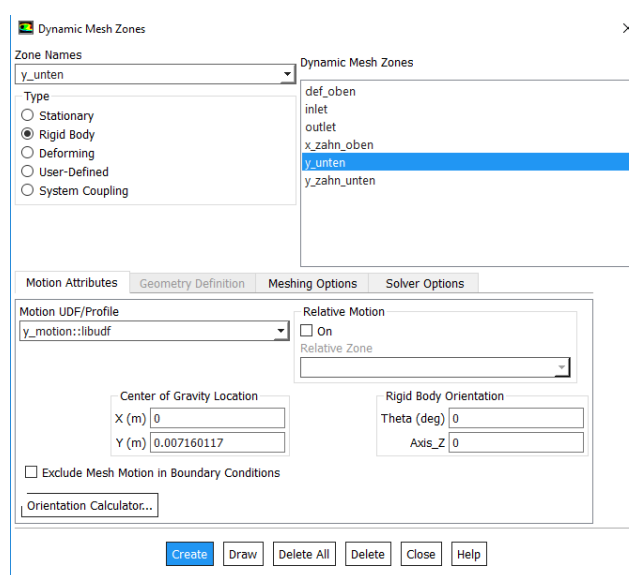 Dynamic Mesh Zones
Zone Names
y_unten
Dynamic Mesh Zones
Type
Stationary
Rigid Body
Deforming
User-Defined
System Coupling
def_oben
inlet
outlet
x_zahn_oben
y_unten
y_zahn_unten
Motion Attributes Geometry Definition Meshing Options Solver Options
Motion UDF/Profile
y_motion::libudf
Relative Motion
On
Relative Zone
Center of Gravity Location
X (m) 0
Y (m) 0.007160117
Rigid Body Orientation
Theta (deg) 0
Axis_Z 0
Exclude Mesh Motion in Boundary Conditions
Orientation Calculator...
Create Draw Delete All Delete Close Help